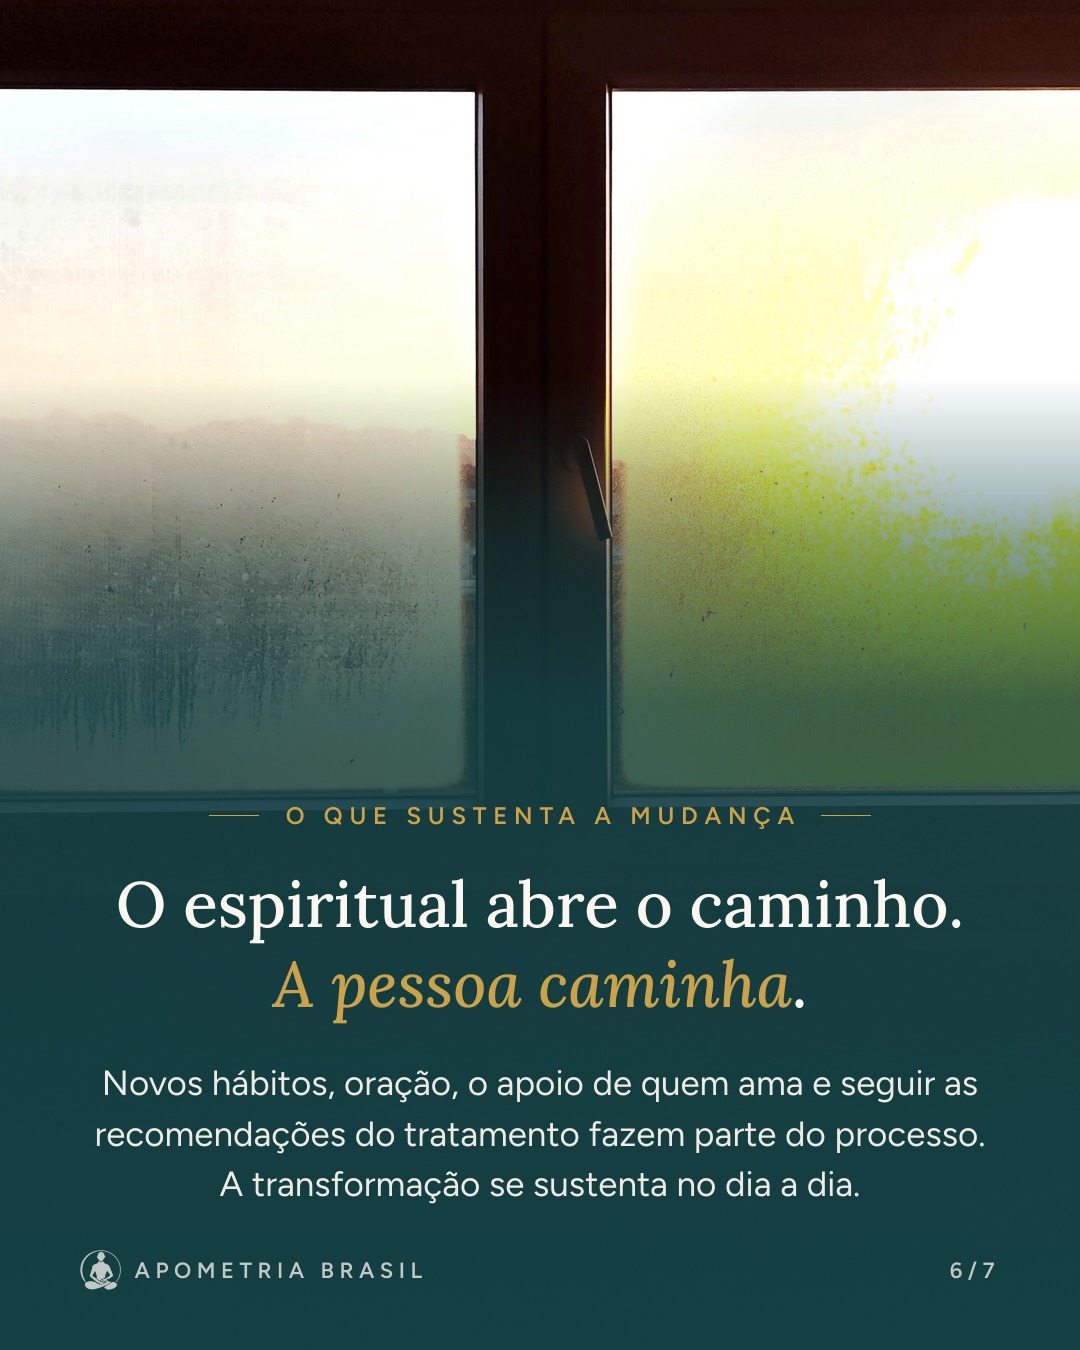 O QUE SUSTENTA A MUDANÇA
O espiritual abre o caminho.
A pessoa caminha.
Novos hábitos, oração, o apoio de quem ama e seguir as
recomendações do tratamento fazem parte do processo.
A transformação se sustenta no dia a dia.
APOMETRIA BRASIL
6/7